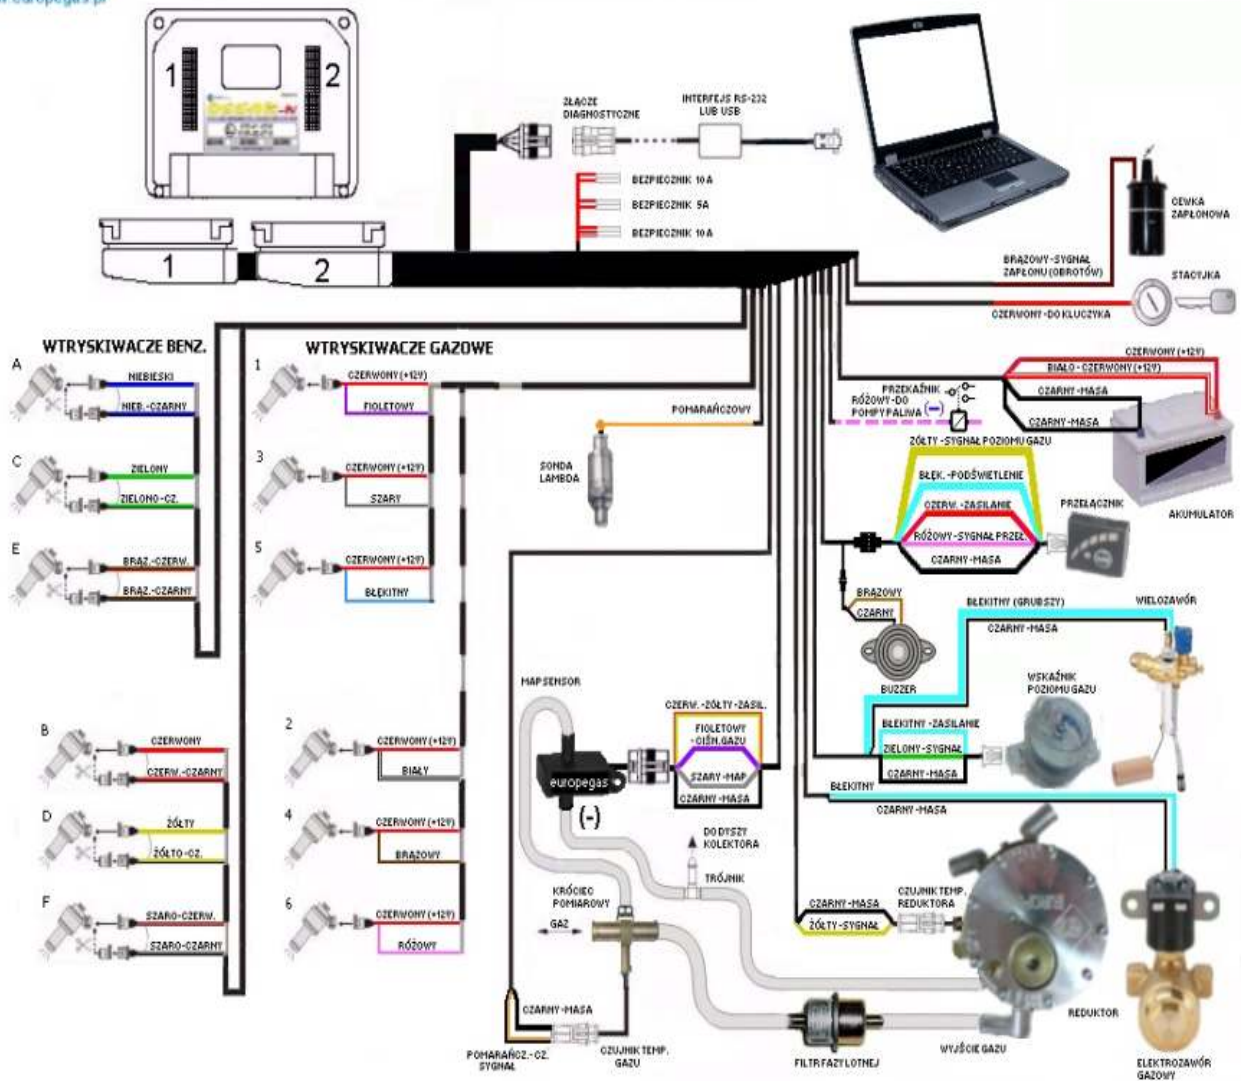 1
2
ZŁĄCZE
DIAGNOSTYCZNE
INTERFEJS RS-232
LUB USB
BEZPIECZNIK 10A
BEZPIECZNIK 5A
BEZPIECZNIK 10A
1
2
CEWKA
ZAPŁONOWA
BRĄZOWY-SYGNAŁ
ZAPŁONU(OBROTÓW)
STACYJKA
CZERWONY-DO KLUCZYKA
WTRYSKIWACZE BENZ.
WTRYSKIWACZE GAZOWE
A
NIEBIESKI
NIEB.-CZARNY
C
ZIELONY
ZIELONO-CZ.
E
BRĄZ.-CZERW.
BRĄZ.-CZARNY
B
CZERWONY
CZERW.-CZARNY
D
ŻÓŁTY
ŻÓŁTO-CZ.
F
SZARO-CZERW.
SZARO-CZARNY
1
CZERWONY(+12V)
FIOLETOWY
3
CZERWONY(+12V)
SZARY
5
CZERWONY(+12V)
BŁĘKITNY
2
CZERWONY(+12V)
BIAŁY
4
CZERWONY(+12V)
BRĄZOWY
6
CZERWONY(+12V)
RÓŻOWY
POMARAŃCZOWY
SONDA
LAMBDA
CZERWONY(+12V)
BIAŁO-CZERWONY(+12V)
CZARNY-MASA
CZARNY-MASA
AKUMULATOR
PRZEKAŹNIK
RÓŻOWY-DO
POMPY PALIWA (-)
ŻÓŁTY-SYGNAŁ POZIOMU GAZU
BŁĘK.-PODŚWIETLENIE
CZERW.-ZASILANIE
RÓŻOWY-SYGNAŁ PRZEŁ.
CZARNY-MASA
PRZEŁĄCZNIK
BRĄZOWY
CZARNY
BUZZER
BŁĘKITNY (GRUBSZY)
CZARNY-MASA
WIELOZAWÓR
WSKAŹNIK
POZIOMU GAZU
BŁĘKITNY-ZASILANIE
ZIELONY-SYGNAŁ
CZARNY-MASA
BŁĘKITNY
CZARNY-MASA
MAPSENSOR
europegas
(-)
CZERW.-ŻÓŁTY-ZASIL.
FIOLETOWY
-CIŚN.GAZU
SZARY-MAP
CZARNY-MASA
DO DYSZY
KOLEKTORA
TRÓJNIK
KRÓCIEC
POMIAROWY
GAZ
CZARNY-MASA
ŻÓŁTY-SYGNAŁ
CZUJNIK TEMP.
REDUKTORA
REDUKTOR
CZARNY-MASA
POMARAŃCZ.-CZ.
SYGNAŁ
CZUJNIK TEMP.
GAZU
FILTR FAZY LOTNEJ
WYJŚCIE GAZU
ELEKTROZAWÓR
GAZOWY